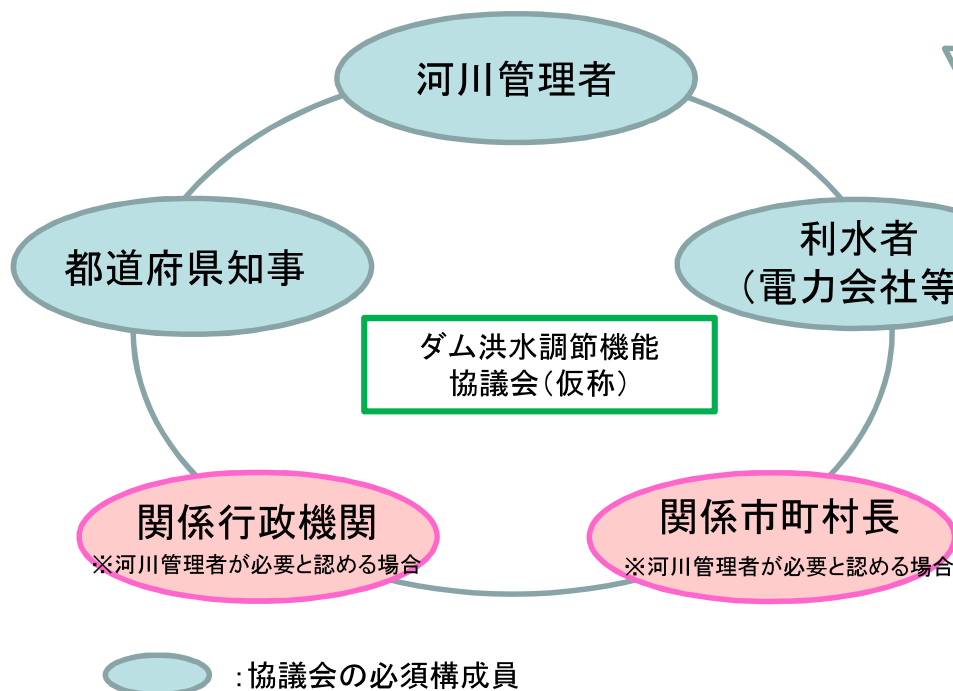 河川管理者
都道府県知事
利水者
（電力会社等
ダム洪水調節機能
協議会（仮称）
関係行政機関
※河川管理者が必要と認める場合
関係市町村長
※河川管理者が必要と認める場合
：協議会の必須構成員